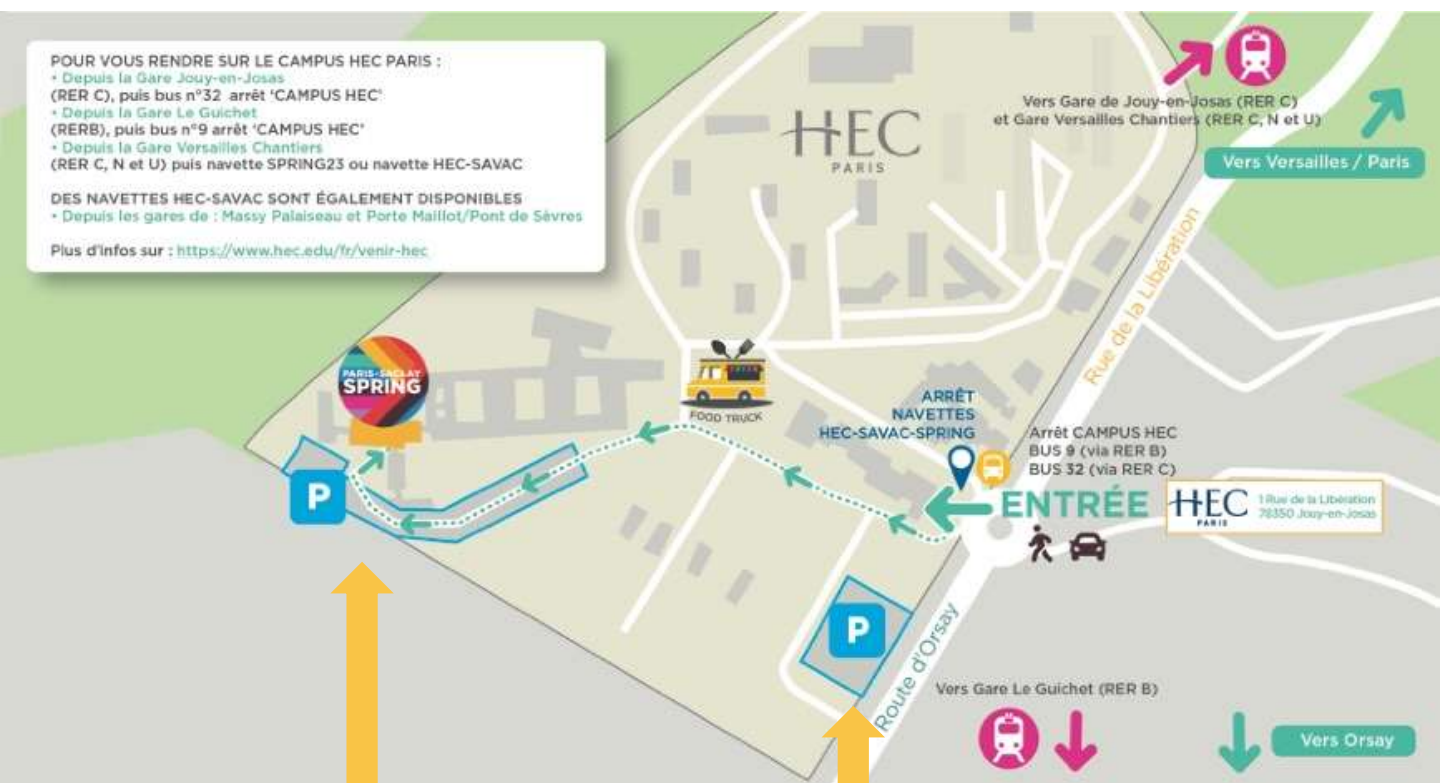 POUR VOUS RENDRE SUR LE CAMPUS HEC PARIS :
• Depuis la Gare Jouy-en-Josas
(RER C), puis bus n°32 arrêt ‘CAMPUS HEC’
• Depuis la Gare Le Guichet
(RERB), puis bus n°9 arrêt ‘CAMPUS HEC’
• Depuis la Gare Versailles Chantiers
(RER C, N et U) puis navette SPRING23 ou navette HEC-SAVAC
DES NAVETTES HEC-SAVAC SONT ÉGALEMENT DISPONIBLES
• Depuis les gares de : Massy Palaiseau et Porte Maillot/Pont de Sèvres
Plus d'infos sur : https://www.hec.edu/fr/venir-hec
HEC
PARIS
Vers Gare de Jouy-en-Josas (RER C)
et Gare Versailles Chantiers (RER C, N et U)
Vers Versailles / Paris
Rue de la Libération
PARIS-SACLAY
SPRING
FOOD TRUCK
ARRÊT
NAVETTES
HEC-SAVAC-SPRING
Arrêt CAMPUS HEC
BUS 9 (via RER B)
BUS 32 (via RER C)
ENTRÉE
HEC
PARIS
1 Rue de la Libération
78350 Jouy-en-Josas
P
P
Route d'Orsay
Vers Gare Le Guichet (RER B)
Vers Orsay